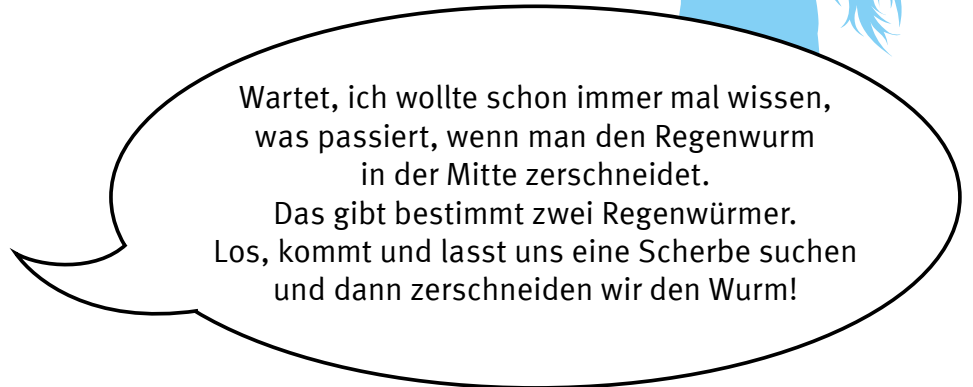 Wartet, ich wollte schon immer mal wissen,
was passiert, wenn man den Regenwurm
in der Mitte zerschneidet.
Das gibt bestimmt zwei Regenwürmer.
Los, kommt und lasst uns eine Scherbe suchen
und dann zerschneiden wir den Wurm!